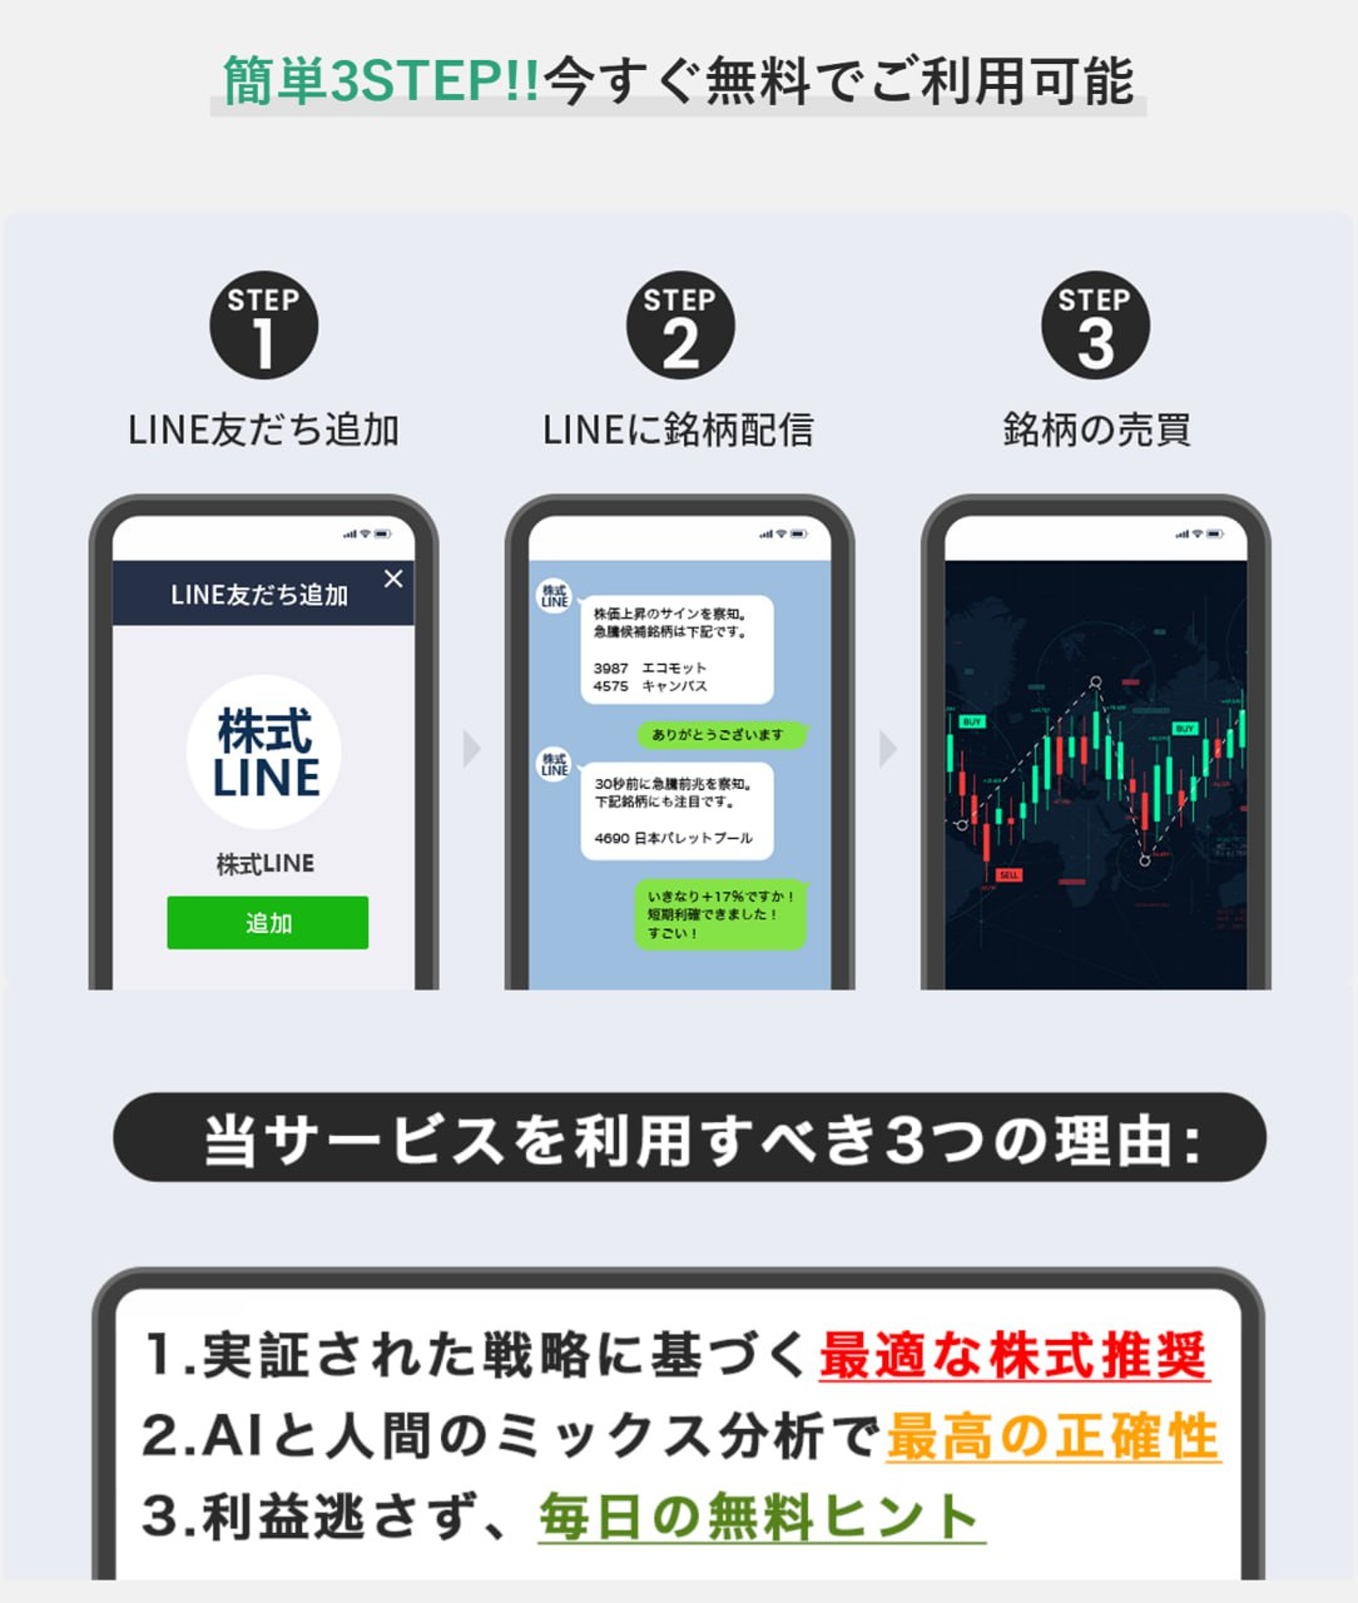 簡単3STEP!!今すぐ無料でご利用可能
STEP
1
LINE友だち追加
STEP
2
LINEに銘柄配信
STEP
3
銘柄の売買
LINE友だち追加
株式
LINE
株式LINE
追加
株式
LINE
株価上昇のサインを察知。
急騰候補銘柄は下記です。
3987 エコモット
4575 キャンバス
ありがとうございます
株式
LINE
30秒前に急騰前兆を察知。
下記銘柄にも注目です。
4690 日本パレットプール
いきなり+17%ですか!
短期利確できました!
すごい!
BUY
BUY
SELL
当サービスを利用すべき3つの理由:
1.実証された戦略に基づく最適な株式推奨
2.AIと人間のミックス分析で最高の正確性
3.利益逃さず、毎日の無料ヒント